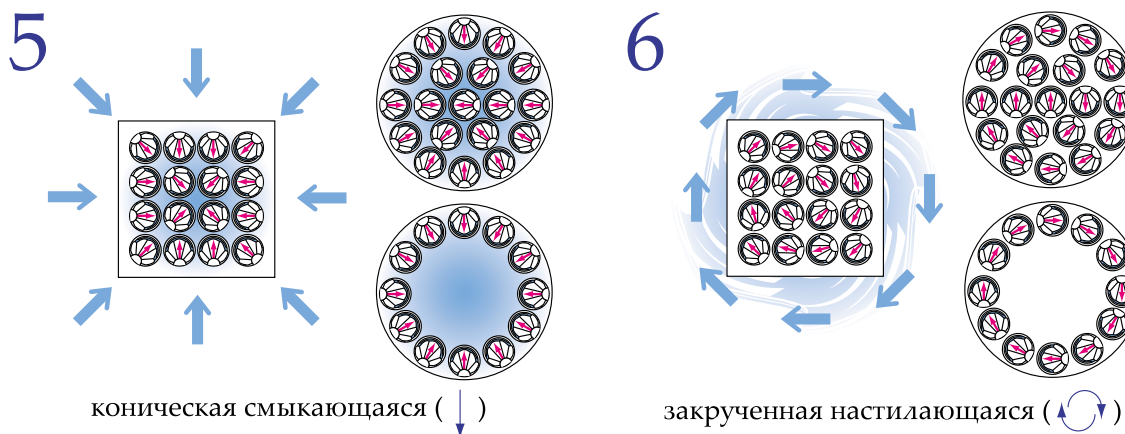 5
6
коническая смыкающаяся (↓)
закрученная настилающаяся ( )